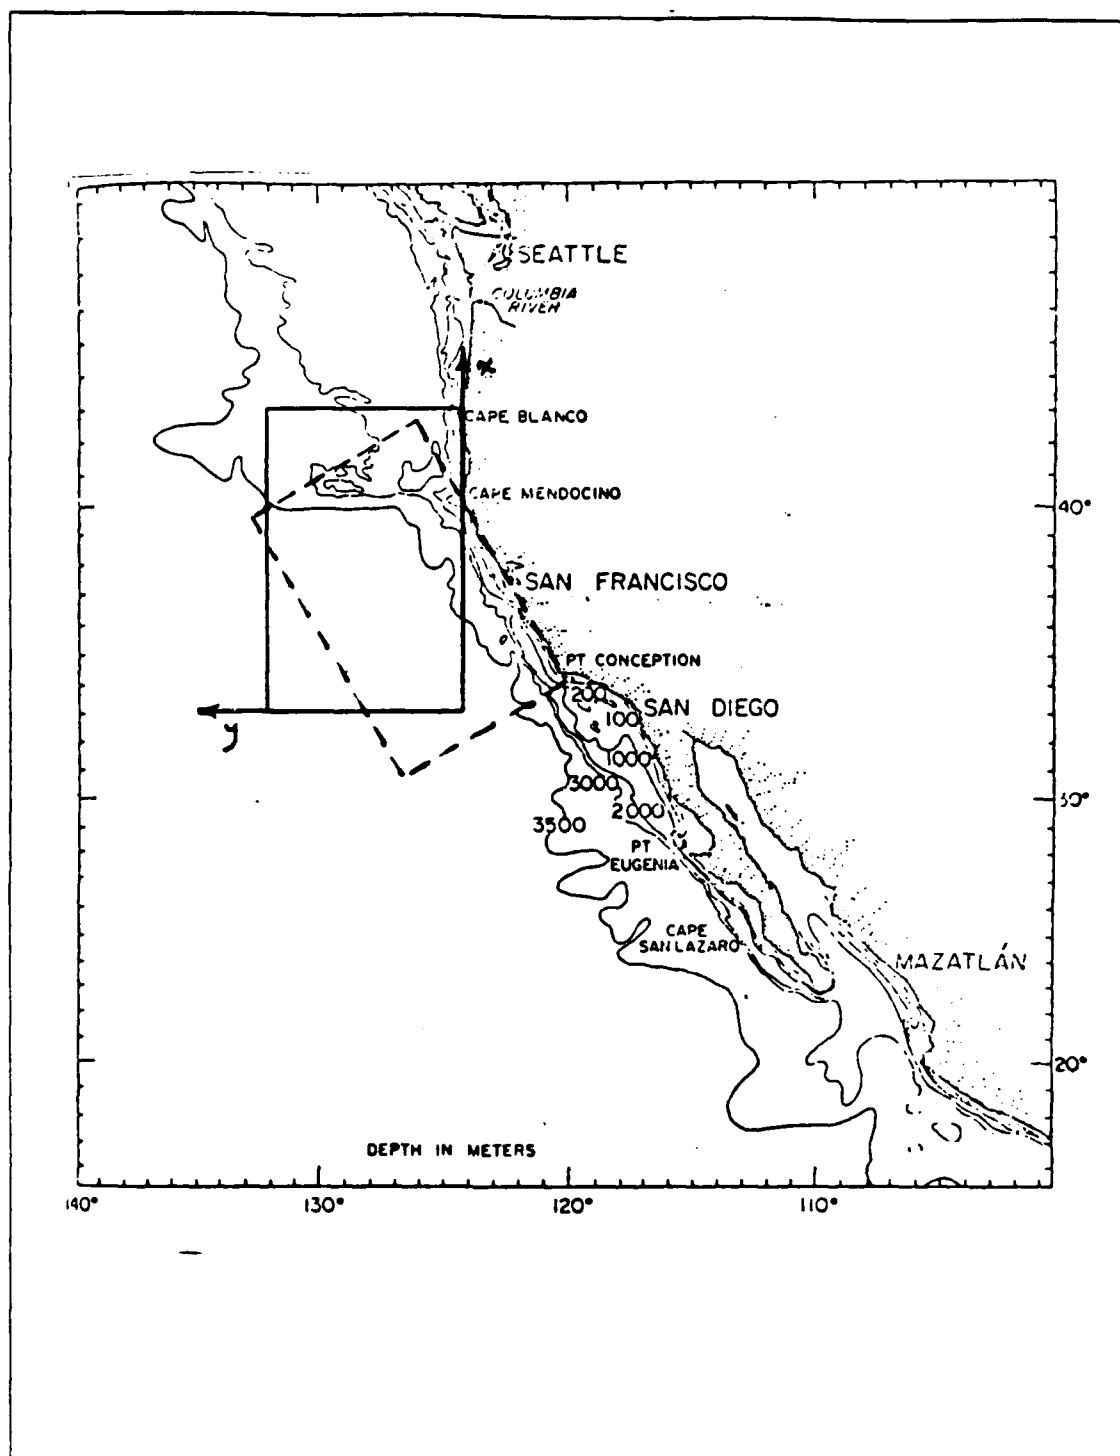 SEATTLE
COLUMBIA
RIVER
x
CAPE BLANCO
CAPE MENDOCINO
40°
SAN FRANCISCO
PT CONCEPTION
200
SAN DIEGO
100
y
1000
3000
30°
2000
3500
PT
EUGENIA
CAPE
SAN LAZARO
MAZATLÁN
20°
DEPTH IN METERS
140°
130°
120°
110°